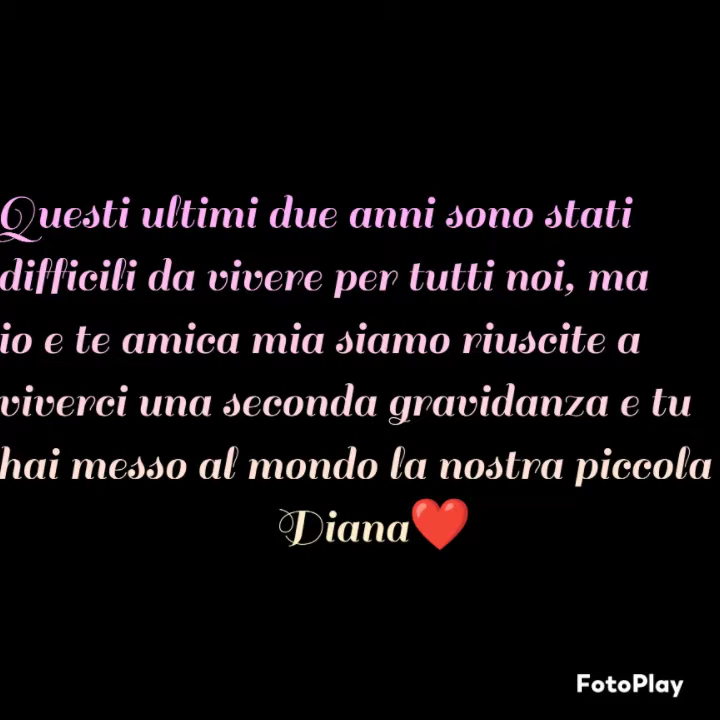 Questi ultimi due anni sono stati
difficili da vivere per tutti noi, ma
io e te amica mia siamo riuscite a
viverci una seconda gravidanza e tu
hai messo al mondo la nostra piccola
Diana❤️
FotoPlay